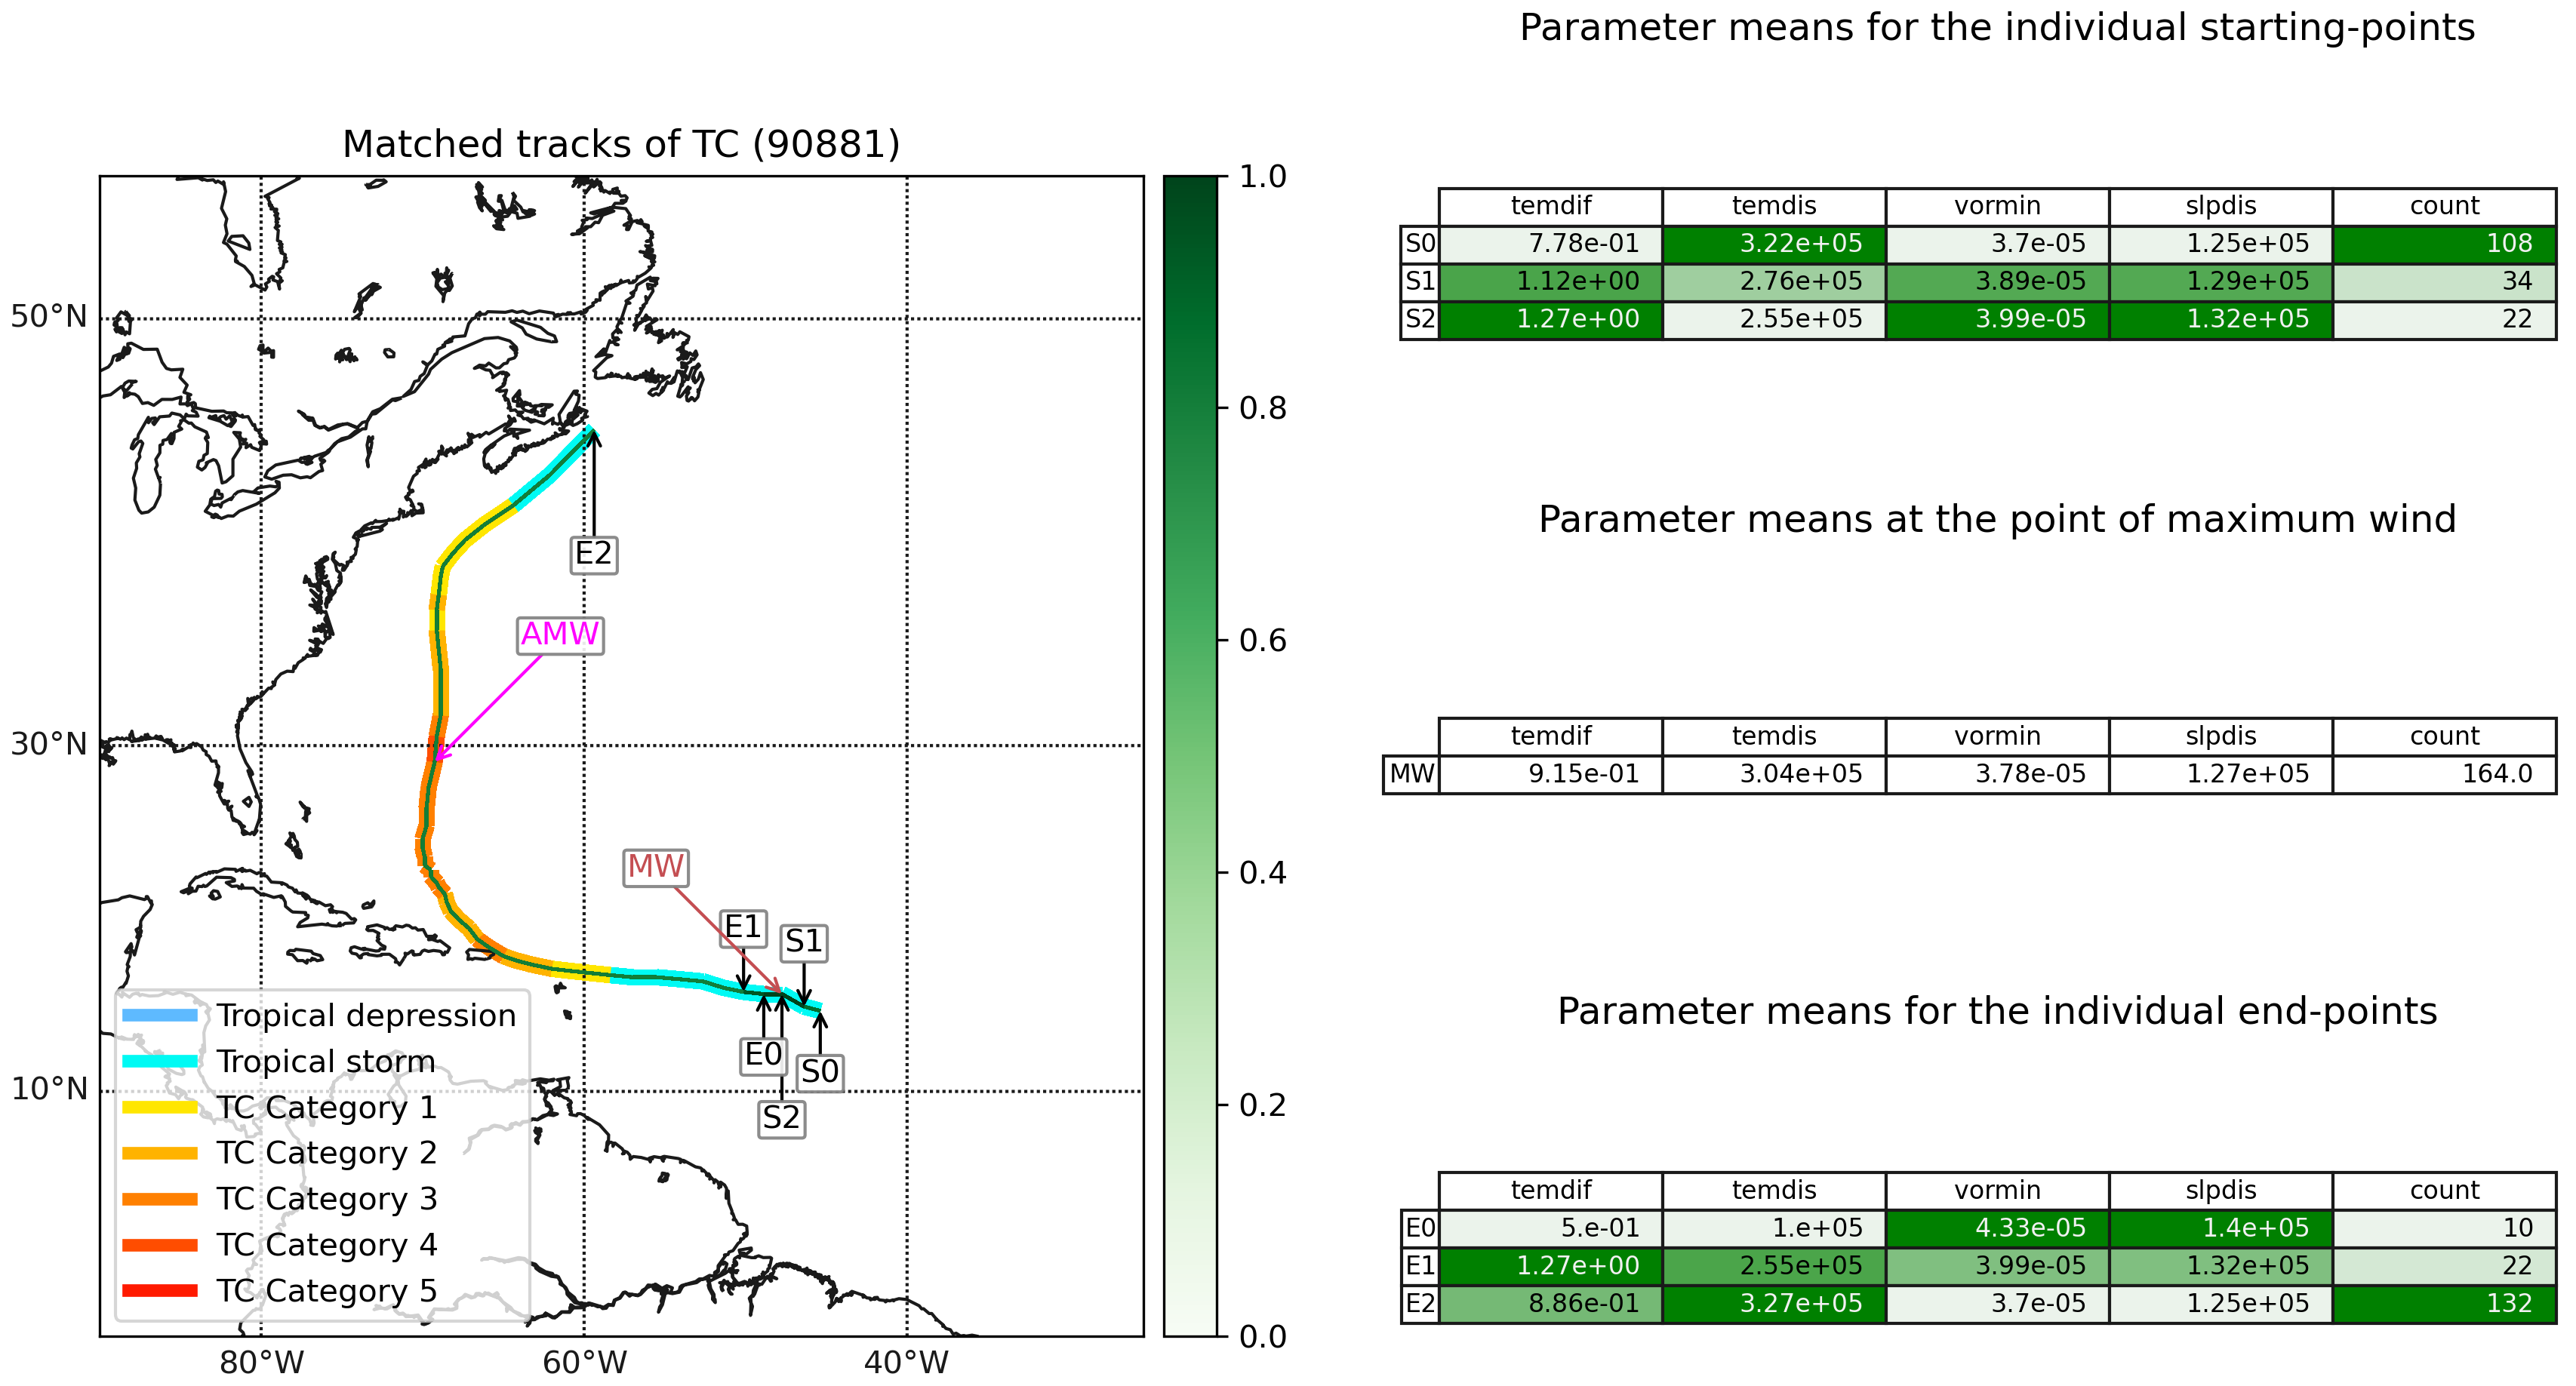 Parameter means for the individual starting-points
Matched tracks of TC (90881)
50°N
30°N
10°N
80°W
60°W
40°W
E2
AMW
MW
E1
S1
E0
S0
S2
Tropical depression
Tropical storm
TC Category 1
TC Category 2
TC Category 3
TC Category 4
TC Category 5
1.0
0.8
0.6
0.4
0.2
0.0
temdif temdis vormin slpdis count
S0 7.78e-01 3.22e+05 3.7e-05 1.25e+05 108
S1 1.12e+00 2.76e+05 3.89e-05 1.29e+05 34
S2 1.27e+00 2.55e+05 3.99e-05 1.32e+05 22
Parameter means at the point of maximum wind
temdif temdis vormin slpdis count
MW 9.15e-01 3.04e+05 3.78e-05 1.27e+05 164.0
Parameter means for the individual end-points
temdif temdis vormin slpdis count
E0 5.e-01 1.e+05 4.33e-05 1.4e+05 10
E1 1.27e+00 2.55e+05 3.99e-05 1.32e+05 22
E2 8.86e-01 3.27e+05 3.7e-05 1.25e+05 132